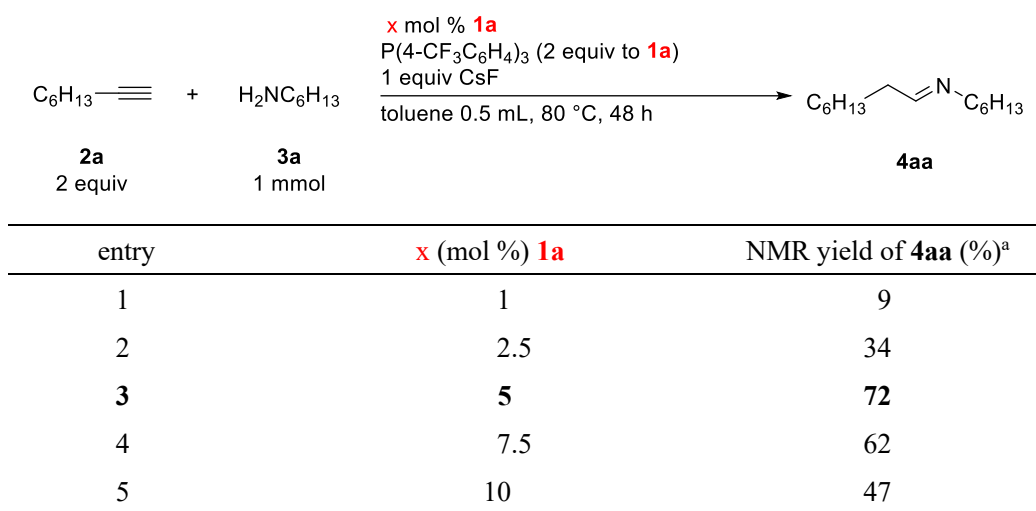 x mol % 1a
P(4-CF3C6H4)3 (2 equiv to 1a)
1 equiv CsF
C6H13 + H2NC6H13 C6H13 N C6H13
toluene 0.5 mL, 80 °C, 48 h
2a 3a 4aa
2 equiv 1 mmol
entry x (mol %) 1a NMR yield of 4aa (%)a
1 1 9
2 2.5 34
3 5 72
4 7.5 62
5 10 47